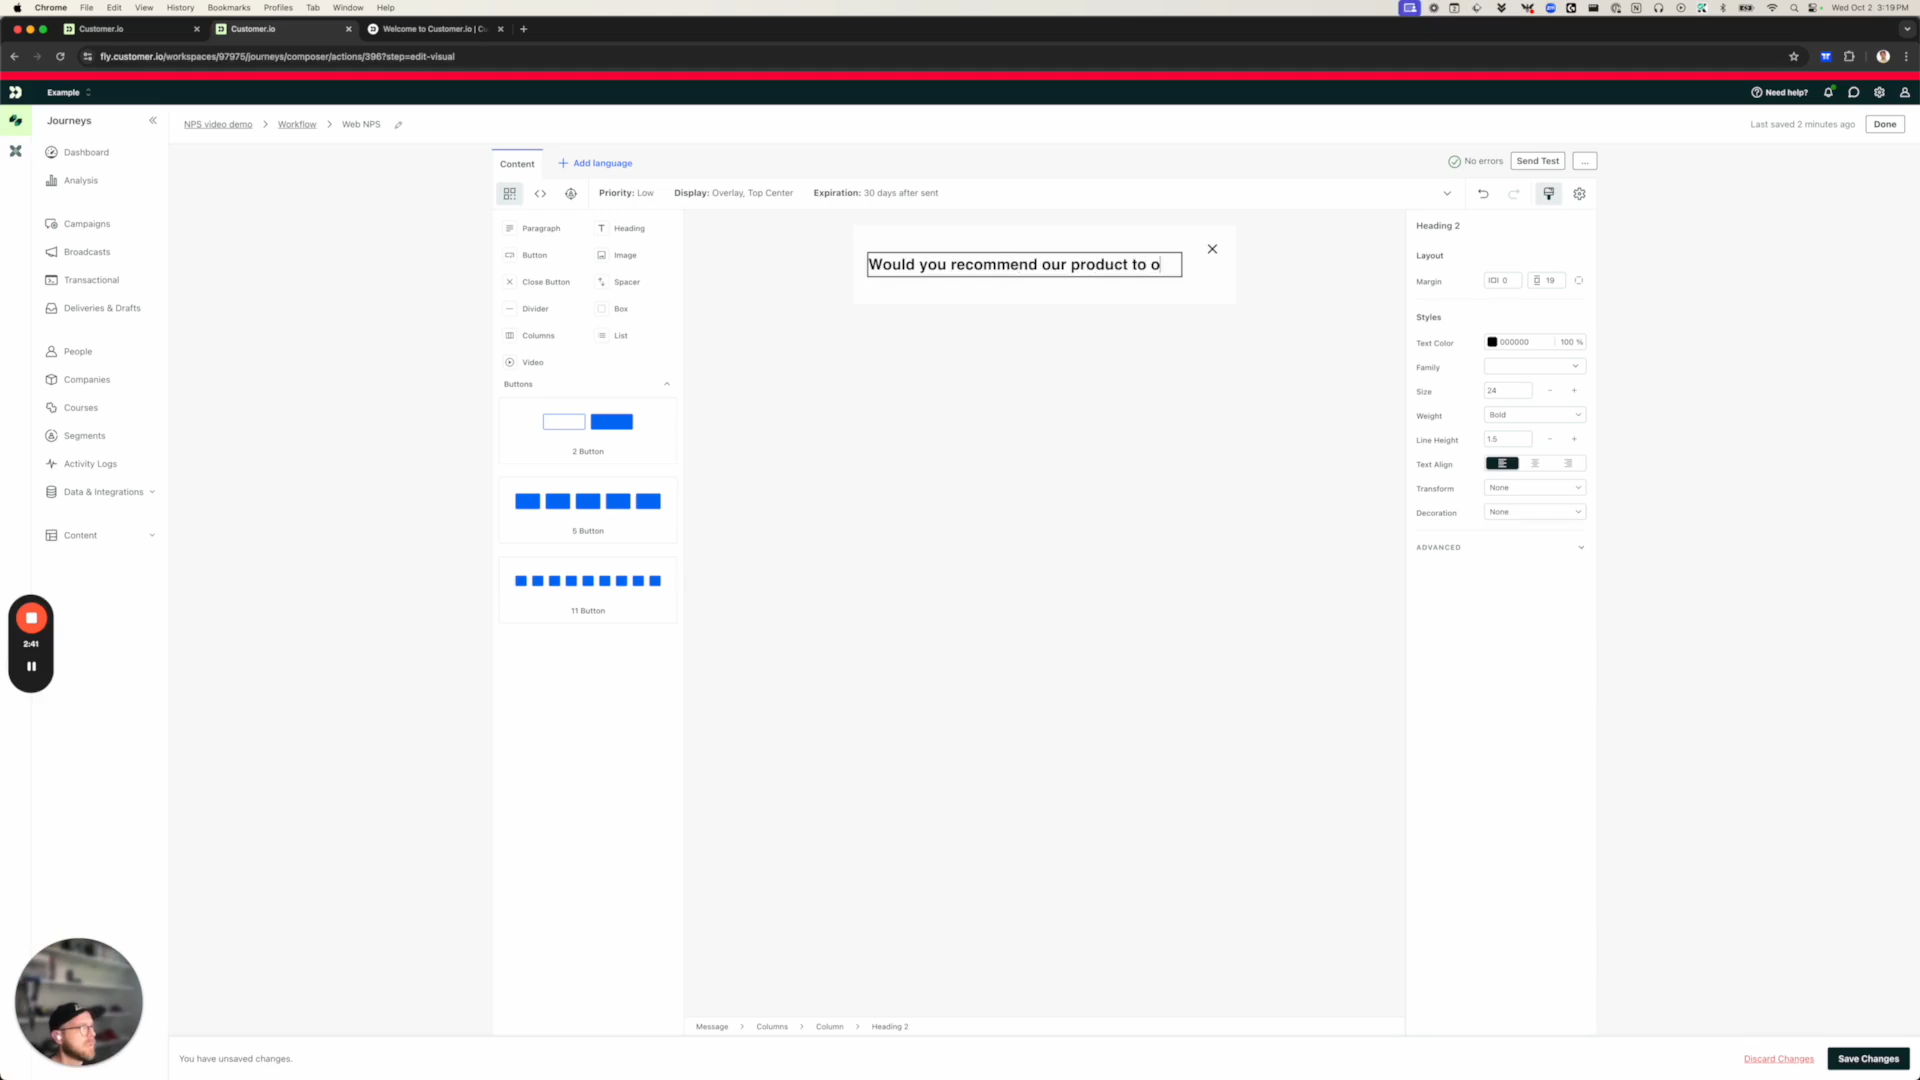 Chrome File Edit View History Bookmarks Profiles Tab Window Help
Wed Oct 2 3:19 PM
Customer.io
Customer.io
Welcome to Customer.io | Cu
fly.customer.io/workspaces/97975/journeys/composer/actions/396?step=edit-visual
Example
Need help?
Journeys
NPS video demo > Workflow > Web NPS
Last saved 2 minutes ago
Done
Dashboard
Analysis
Campaigns
Broadcasts
Transactional
Deliveries & Drafts
People
Companies
Courses
Segments
Activity Logs
Data & Integrations
Content
2:41
Content
Add language
No errors
Send Test
...
Priority: Low
Display: Overlay, Top Center
Expiration: 30 days after sent
Paragraph
Heading
Button
Image
Close Button
Spacer
Divider
Box
Columns
List
Video
Buttons
2 Button
5 Button
11 Button
Would you recommend our product to o
Heading 2
Layout
Margin
0
19
Styles
Text Color
000000
100 %
Family
Size
24
Weight
Bold
Line Height
1.5
Text Align
Transform
None
Decoration
None
ADVANCED
Message > Columns > Column > Heading 2
You have unsaved changes.
Discard Changes
Save Changes